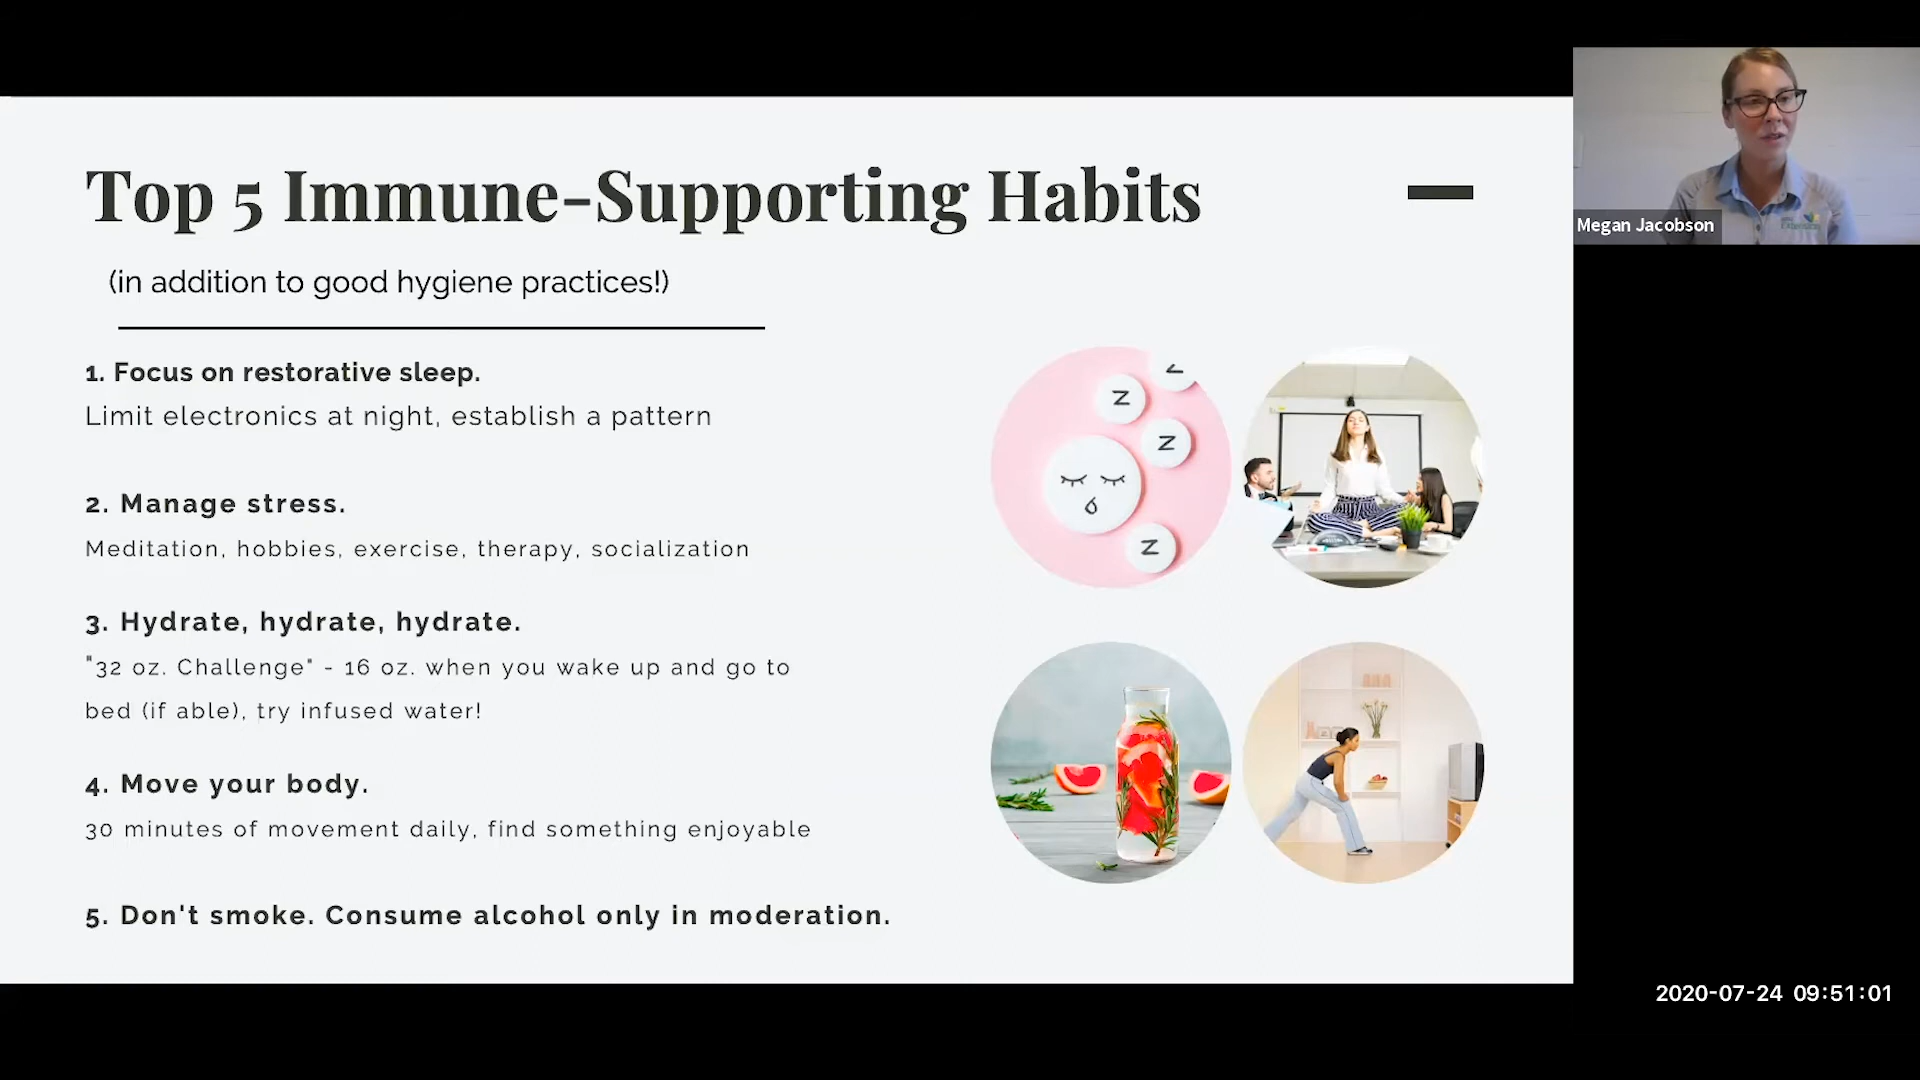 Top 5 Immune-Supporting Habits
(in addition to good hygiene practices!)
1. Focus on restorative sleep.
Limit electronics at night, establish a pattern
2. Manage stress.
Meditation, hobbies, exercise, therapy, socialization
3. Hydrate, hydrate, hydrate.
"32 oz. Challenge" - 16 oz. when you wake up and go to
bed (if able), try infused water!
4. Move your body.
30 minutes of movement daily, find something enjoyable
5. Don't smoke. Consume alcohol only in moderation.
Z
Z
Z
Z
Megan Jacobson
2020-07-24 09:51:01